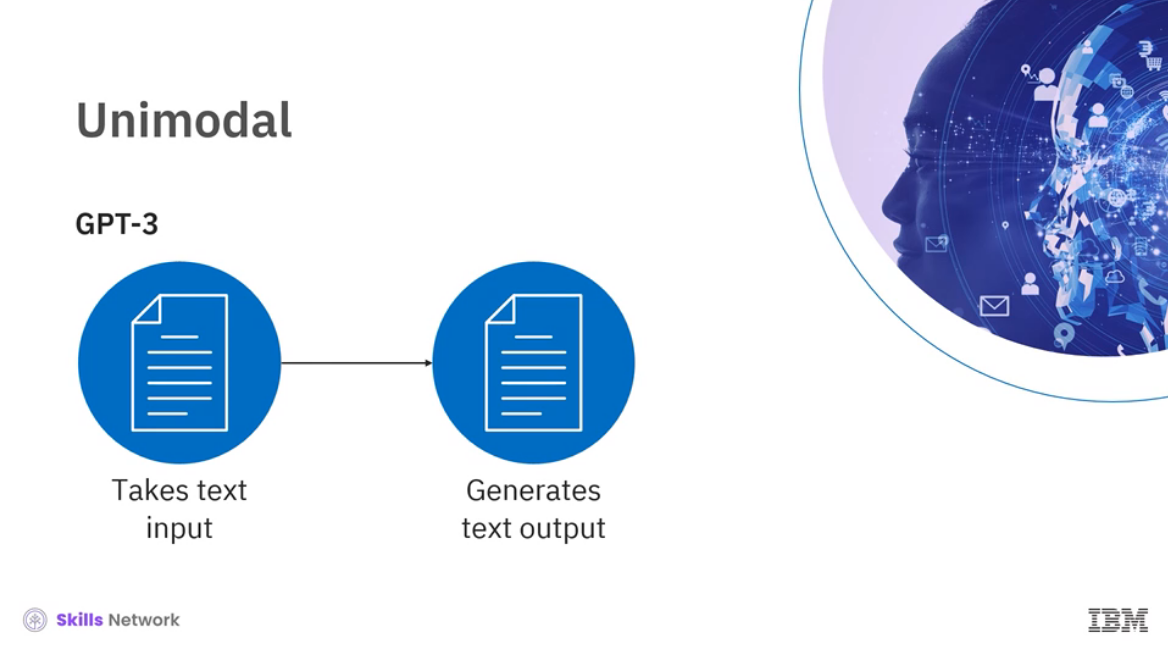 Unimodal
GPT-3
Takes text
input
Generates
text output
Skills Network
IBM